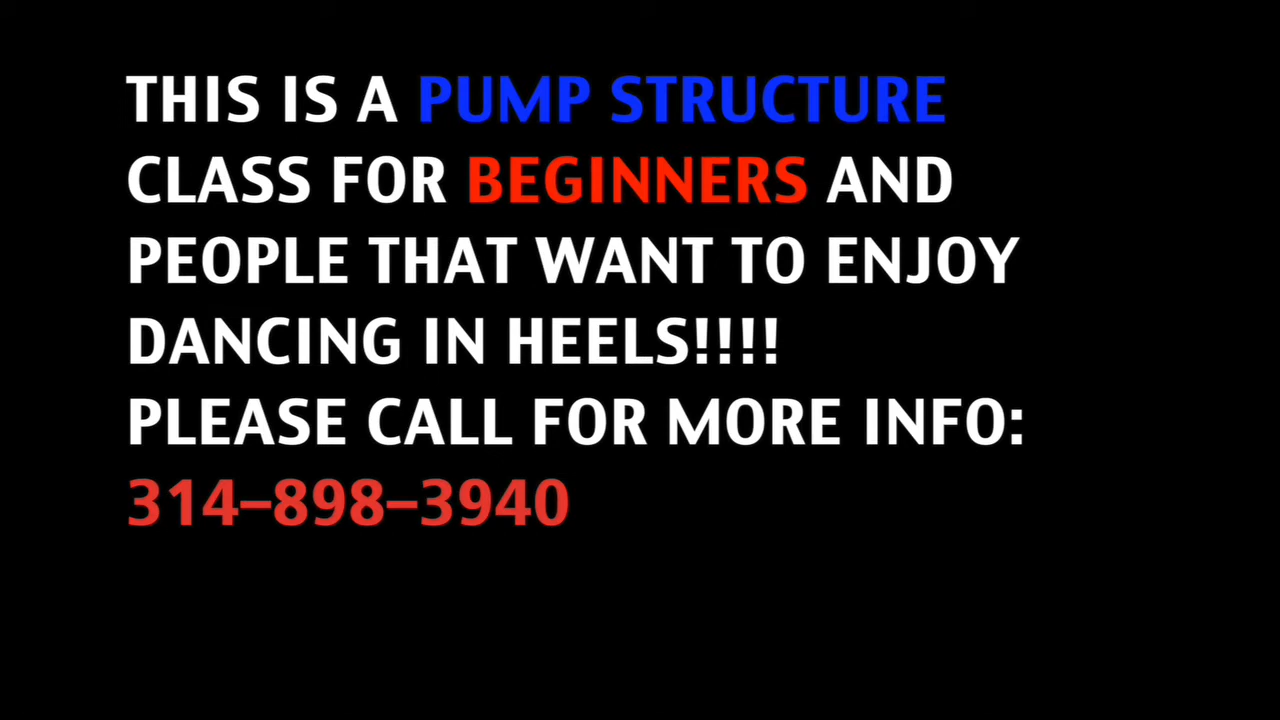 THIS IS A PUMP STRUCTURE
CLASS FOR BEGINNERS AND
PEOPLE THAT WANT TO ENJOY
DANCING IN HEELS!!!!
PLEASE CALL FOR MORE INFO:
314–898–3940